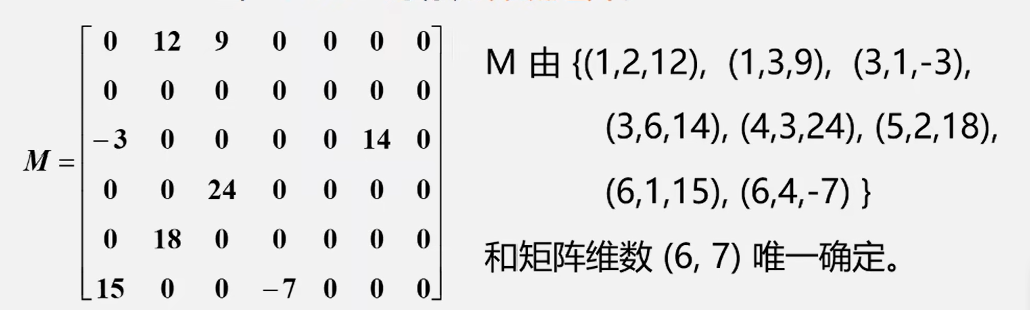 0 12 9 0 0 0 0
0 0 0 0 0 0 0
-3 0 0 0 0 14 0
M =
0 0 24 0 0 0 0
0 18 0 0 0 0 0
15 0 0 -7 0 0 0
M 由 {(1,2,12), (1,3,9), (3,1,-3),
(3,6,14), (4,3,24), (5,2,18),
(6,1,15), (6,4,-7) }
和矩阵维数 (6, 7) 唯一确定。